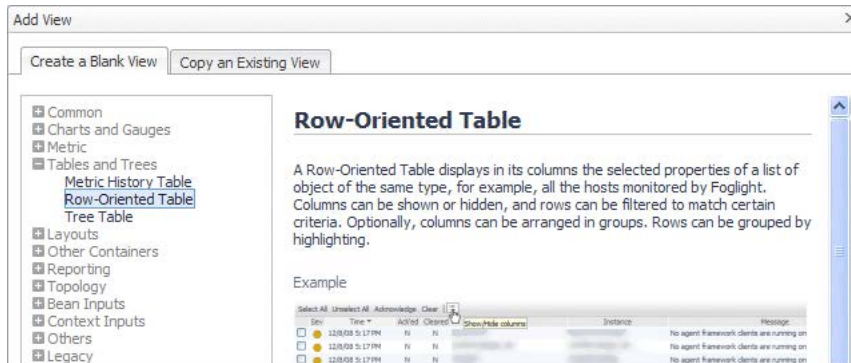 Add View
Create a Blank View
Copy an Existing View
Common
Charts and Gauges
Metric
Tables and Trees
Metric History Table
Row-Oriented Table
Tree Table
Layouts
Other Containers
Reporting
Topology
Bean Inputs
Context Inputs
Others
Legacy
Row-Oriented Table
A Row-Oriented Table displays in its columns the selected properties of a list of
object of the same type, for example, all the hosts monitored by Foglight.
Columns can be shown or hidden, and rows can be filtered to match certain
criteria. Optionally, columns can be arranged in groups. Rows can be grouped by
highlighting.
Example
Select All Unselect All Acknowledge Clear
Show/Hide columns
Sev Time Ack'ed Cleared Instance Message
12/8/08 5:17 PM N N No agent framework clients are running on
12/8/08 5:17 PM N N No agent framework clients are running on
12/8/08 5:17 PM N N No agent framework clients are running on